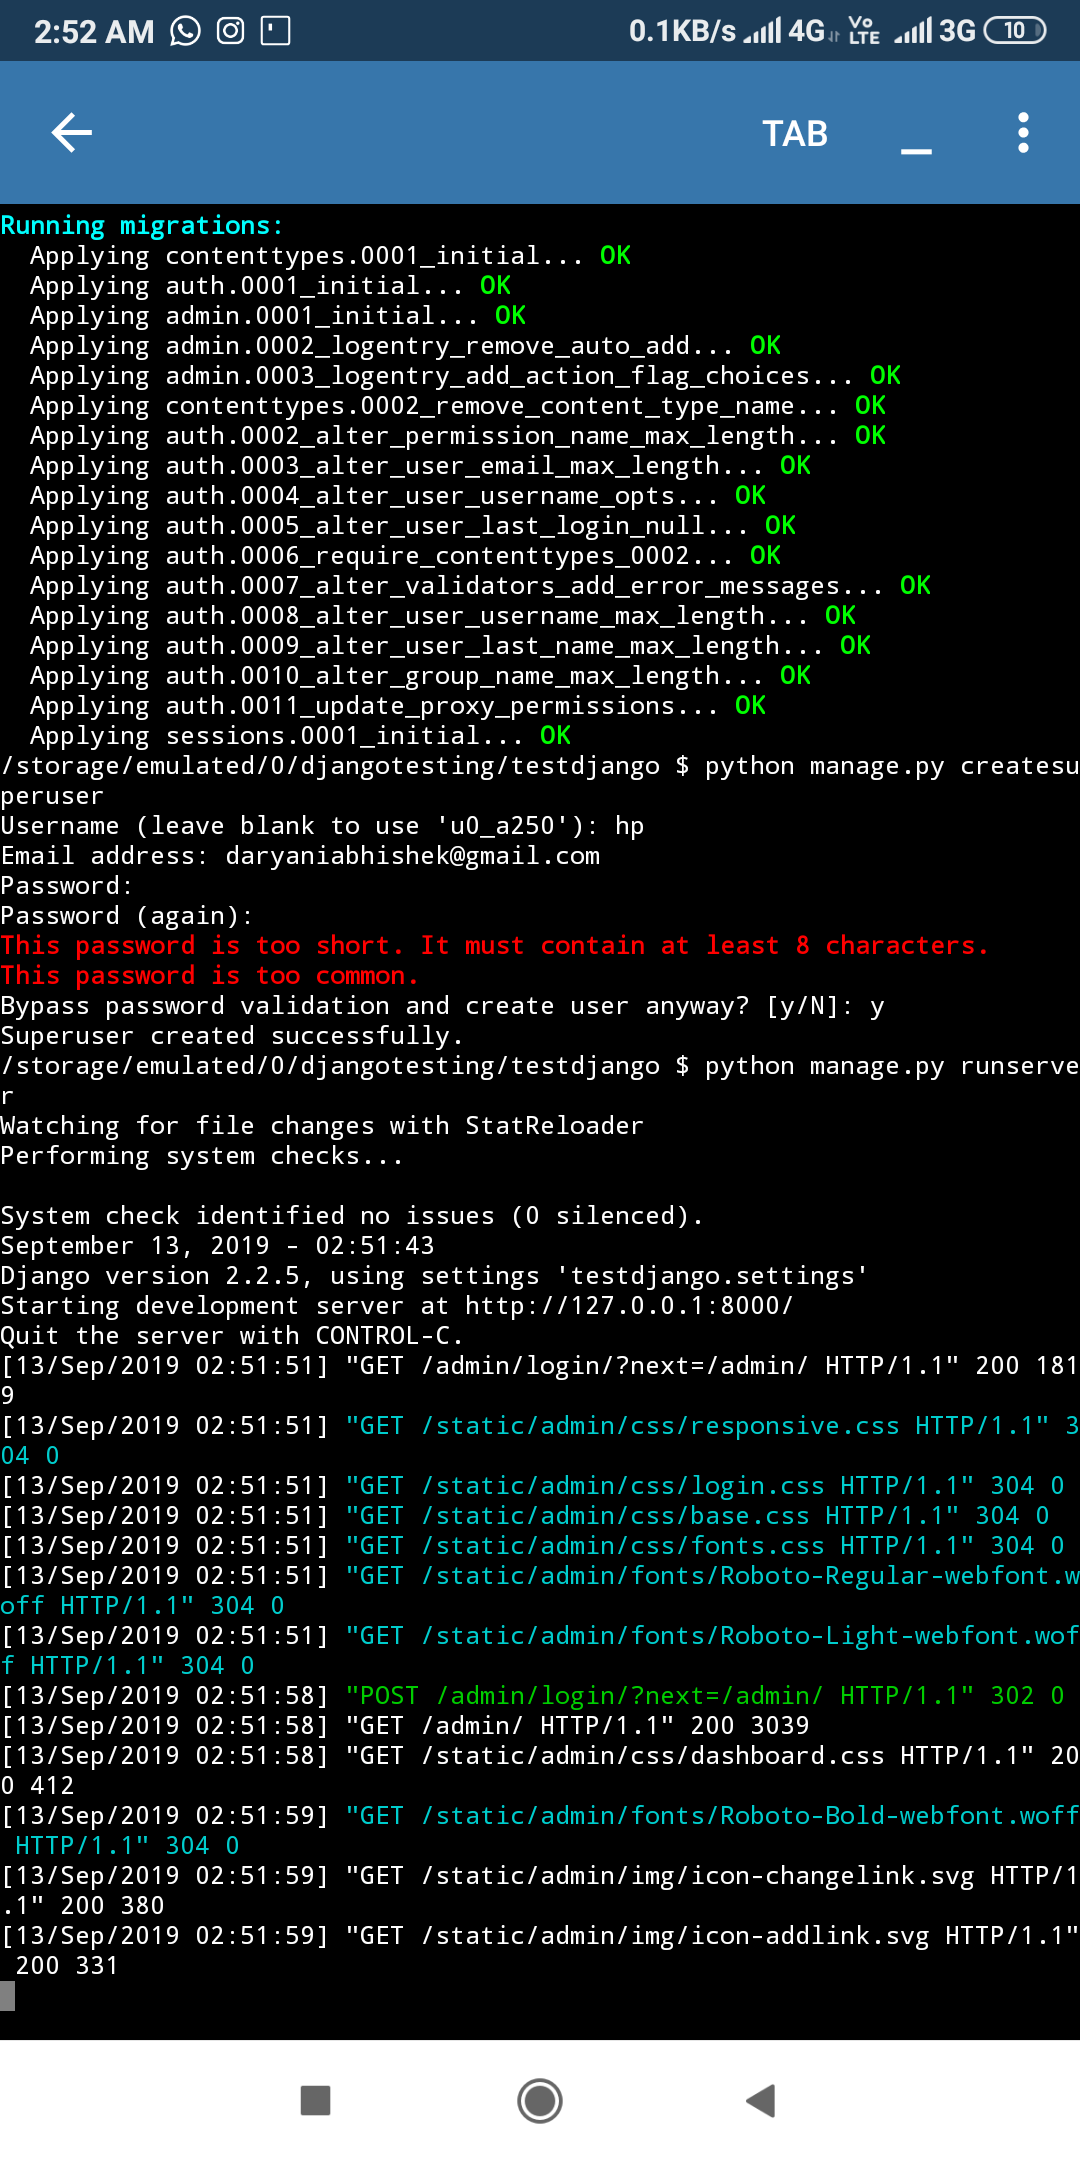 2:52 AM 0.1KB/s 4G Vo LTE 3G 10
TAB _
Running migrations:
  Applying contenttypes.0001_initial... OK
  Applying auth.0001_initial... OK
  Applying admin.0001_initial... OK
  Applying admin.0002_logentry_remove_auto_add... OK
  Applying admin.0003_logentry_add_action_flag_choices... OK
  Applying contenttypes.0002_remove_content_type_name... OK
  Applying auth.0002_alter_permission_name_max_length... OK
  Applying auth.0003_alter_user_email_max_length... OK
  Applying auth.0004_alter_user_username_opts... OK
  Applying auth.0005_alter_user_last_login_null... OK
  Applying auth.0006_require_contenttypes_0002... OK
  Applying auth.0007_alter_validators_add_error_messages... OK
  Applying auth.0008_alter_user_username_max_length... OK
  Applying auth.0009_alter_user_last_name_max_length... OK
  Applying auth.0010_alter_group_name_max_length... OK
  Applying auth.0011_update_proxy_permissions... OK
  Applying sessions.0001_initial... OK
/storage/emulated/0/djangotesting/testdjango $ python manage.py createsu
peruser
Username (leave blank to use 'u0_a250'): hp
Email address: daryaniabhishek@gmail.com
Password:
Password (again):
This password is too short. It must contain at least 8 characters.
This password is too common.
Bypass password validation and create user anyway? [y/N]: y
Superuser created successfully.
/storage/emulated/0/djangotesting/testdjango $ python manage.py runserve
r
Watching for file changes with StatReloader
Performing system checks...

System check identified no issues (0 silenced).
September 13, 2019 - 02:51:43
Django version 2.2.5, using settings 'testdjango.settings'
Starting development server at http://127.0.0.1:8000/
Quit the server with CONTROL-C.
[13/Sep/2019 02:51:51] "GET /admin/login/?next=/admin/ HTTP/1.1" 200 181
9
[13/Sep/2019 02:51:51] "GET /static/admin/css/responsive.css HTTP/1.1" 3
04 0
[13/Sep/2019 02:51:51] "GET /static/admin/css/login.css HTTP/1.1" 304 0
[13/Sep/2019 02:51:51] "GET /static/admin/css/base.css HTTP/1.1" 304 0
[13/Sep/2019 02:51:51] "GET /static/admin/css/fonts.css HTTP/1.1" 304 0
[13/Sep/2019 02:51:51] "GET /static/admin/fonts/Roboto-Regular-webfont.w
off HTTP/1.1" 304 0
[13/Sep/2019 02:51:51] "GET /static/admin/fonts/Roboto-Light-webfont.wof
f HTTP/1.1" 304 0
[13/Sep/2019 02:51:58] "POST /admin/login/?next=/admin/ HTTP/1.1" 302 0
[13/Sep/2019 02:51:58] "GET /admin/ HTTP/1.1" 200 3039
[13/Sep/2019 02:51:58] "GET /static/admin/css/dashboard.css HTTP/1.1" 20
0 412
[13/Sep/2019 02:51:59] "GET /static/admin/fonts/Roboto-Bold-webfont.woff
 HTTP/1.1" 304 0
[13/Sep/2019 02:51:59] "GET /static/admin/img/icon-changelink.svg HTTP/1
.1" 200 380
[13/Sep/2019 02:51:59] "GET /static/admin/img/icon-addlink.svg HTTP/1.1"
 200 331